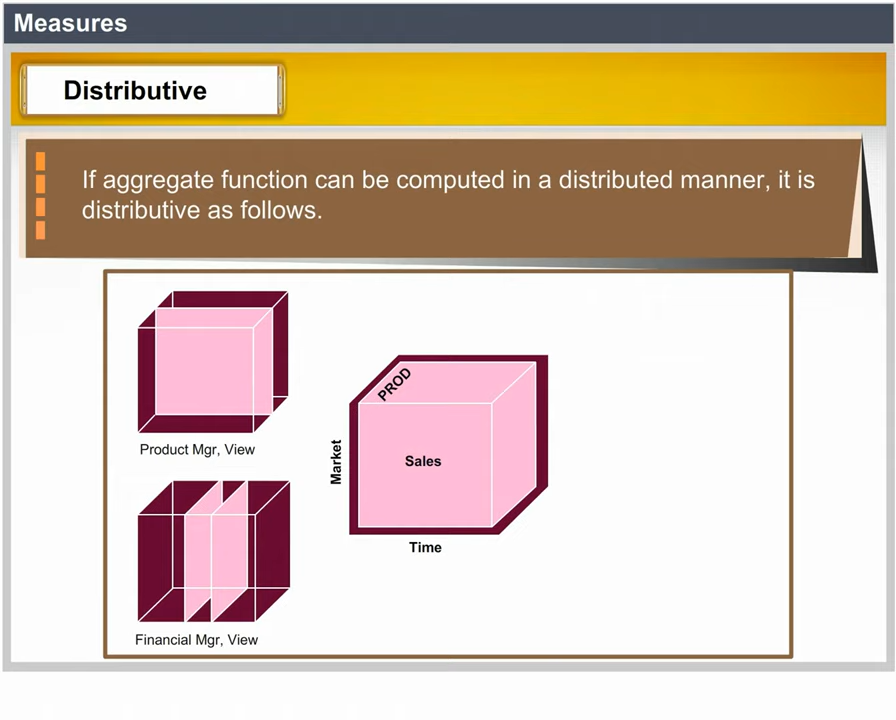 Measures
Distributive
If aggregate function can be computed in a distributed manner, it is
distributive as follows.
Product Mgr, View
PROD
Market
Sales
Time
Financial Mgr, View